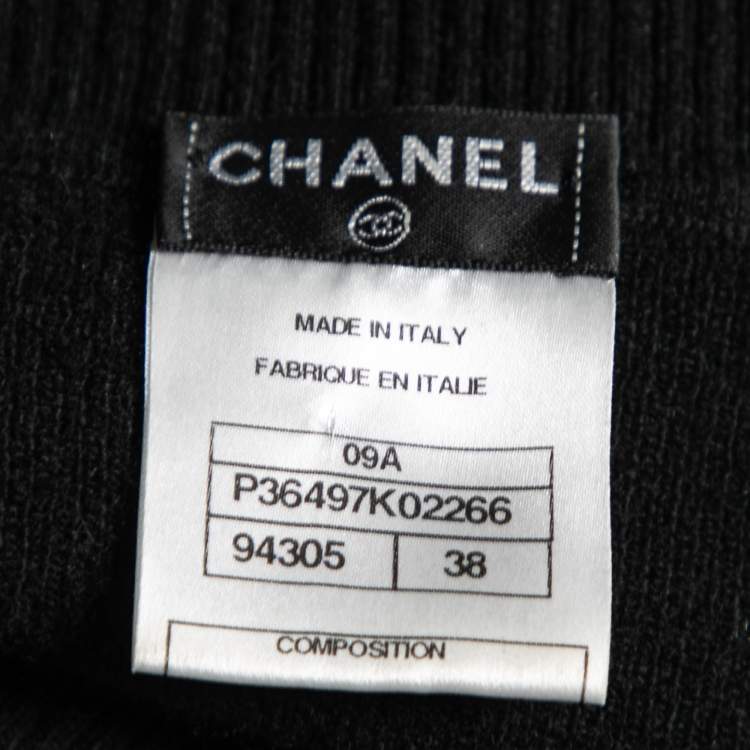 CHANEL
MADE IN ITALY
FABRIQUE EN ITALIE
09A
P36497K02266
94305 38
COMPOSITION